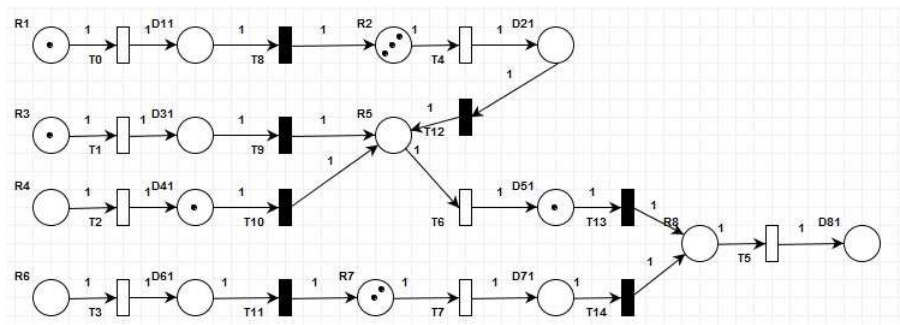 R1 1 1 D11 1 1 R2 1 1 D21
T0 T8 T4
1
R3 1 1 D31 1 1 R5 1
T1 T9 T12
1 1
R4 1 1 D41 1 D51 1
T2 T10 T6 1 T13 1
R8 1 1 D81
R6 1 1 D61 1 1 R7 1 1 D71 1 1 T5
T3 T11 T7 T14